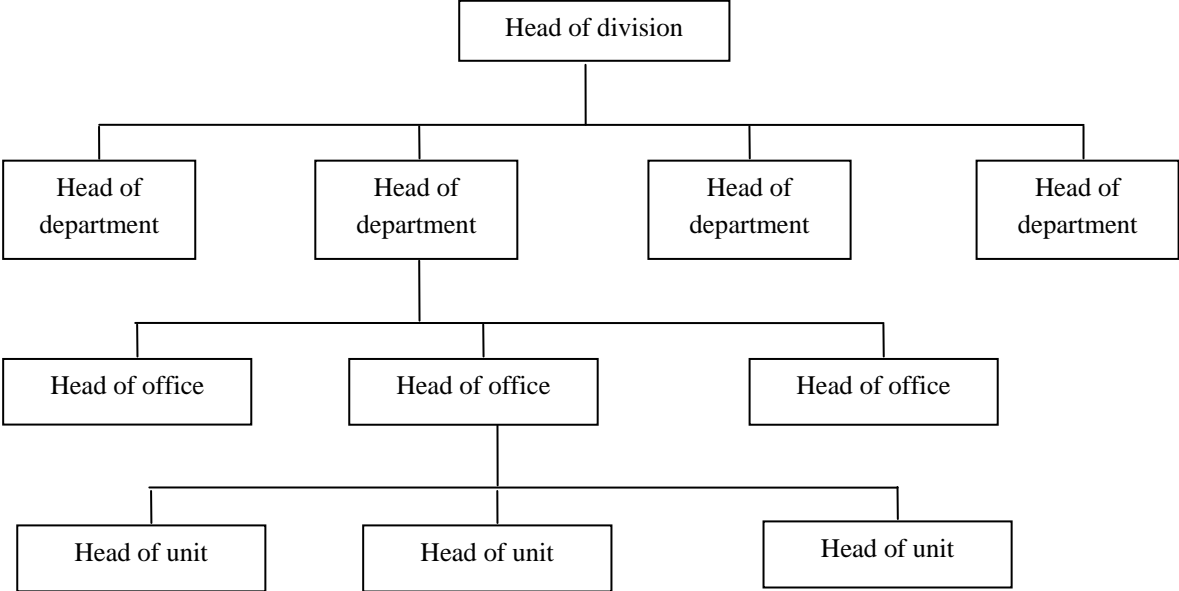 Head of division
Head of
department
Head of
department
Head of
department
Head of
department
Head of office
Head of office
Head of office
Head of unit
Head of unit
Head of unit